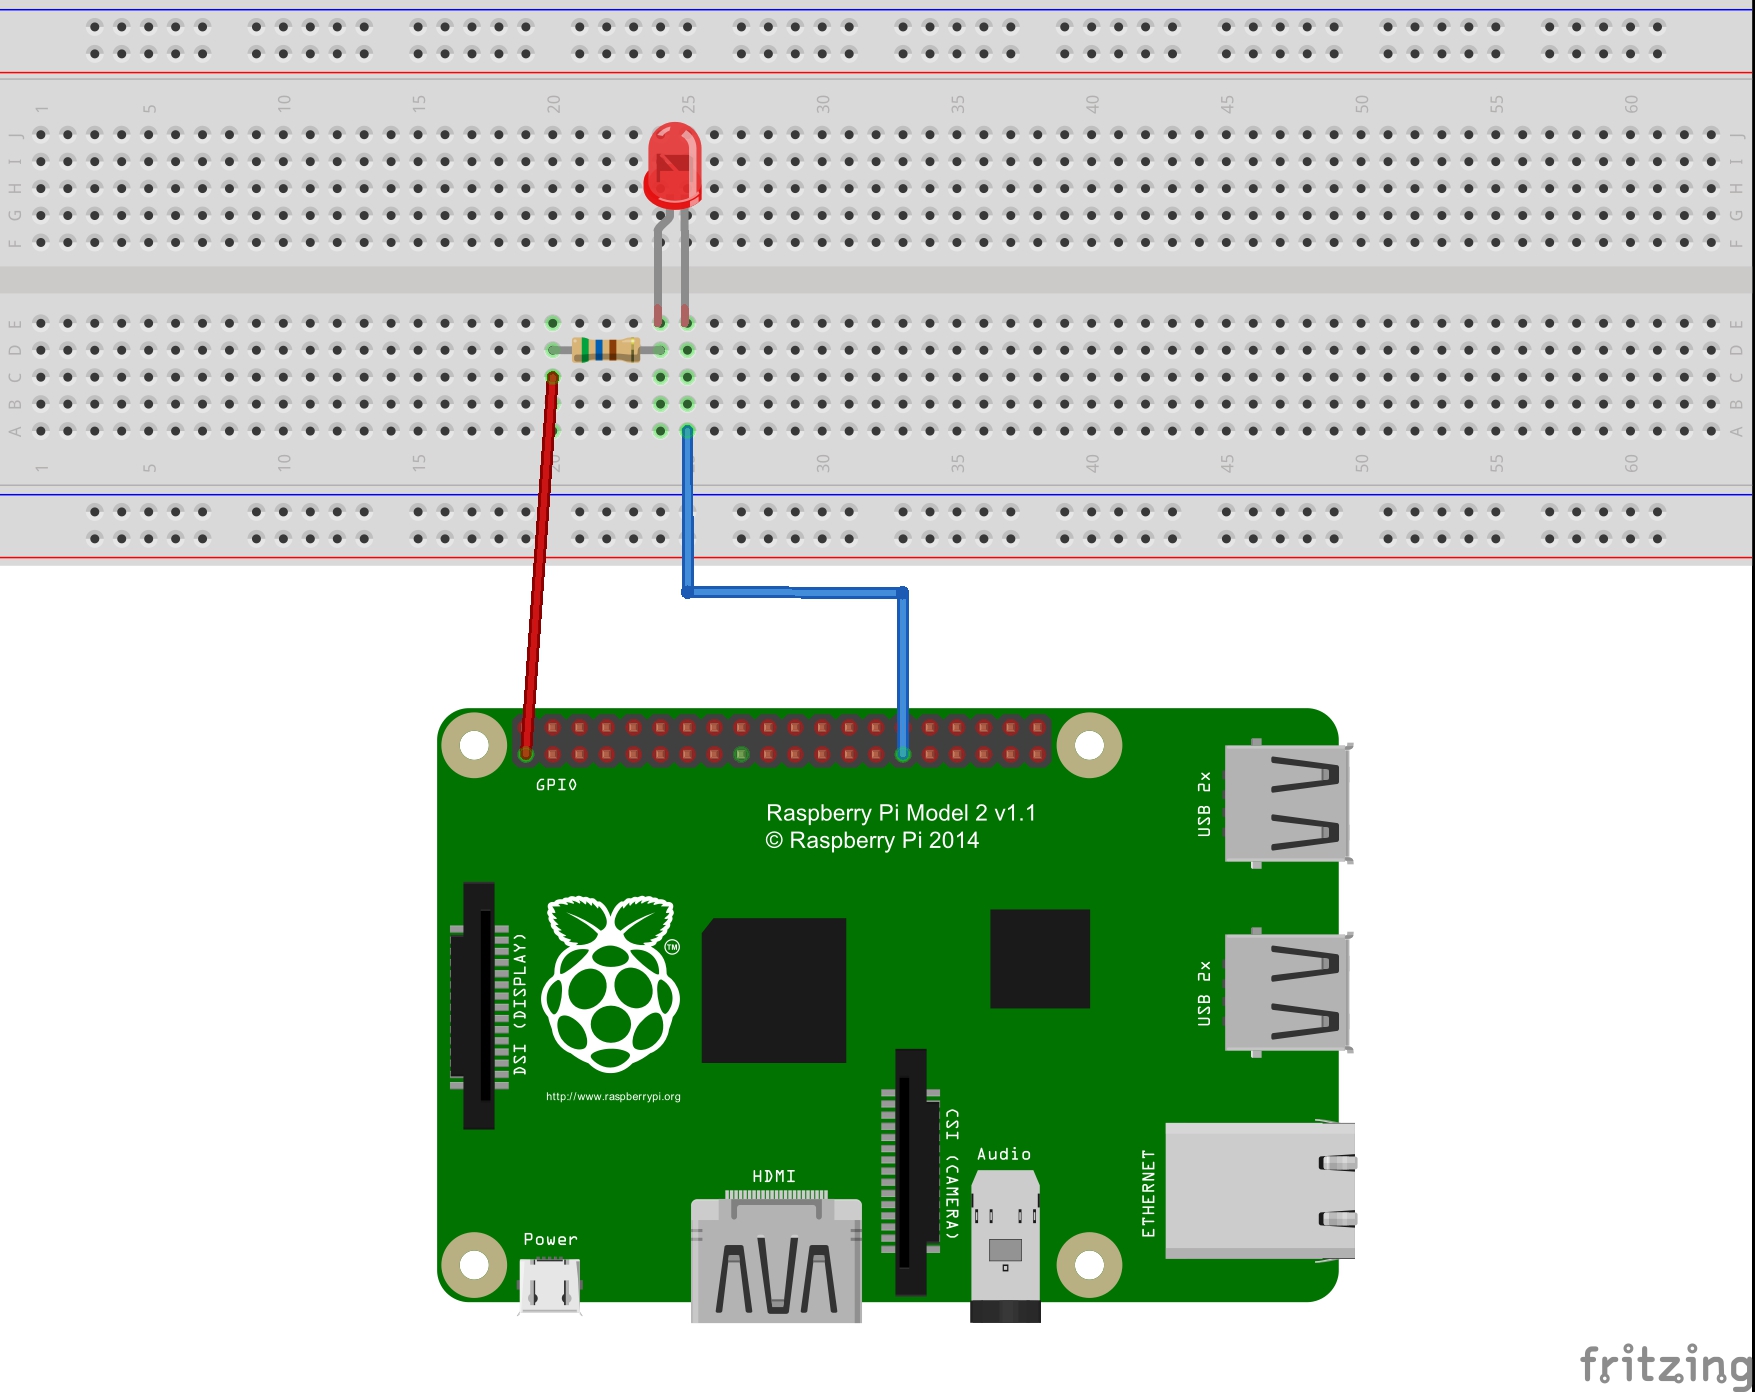 1 5 10 15 20 25 30 35 40 45 50 55 60
J J
I I
H H
G G
F F
E E
D D
C C
B B
A A
1 5 10 15 20 30 35 40 45 50 55 60
GPIO
Raspberry Pi Model 2 v1.1
© Raspberry Pi 2014
USB 2x
DSI (DISPLAY)
TM
USB 2x
http://www.raspberrypi.org
CSI (CAMERA)
Audio
ETHERNET
HDMI
Power
fritzing